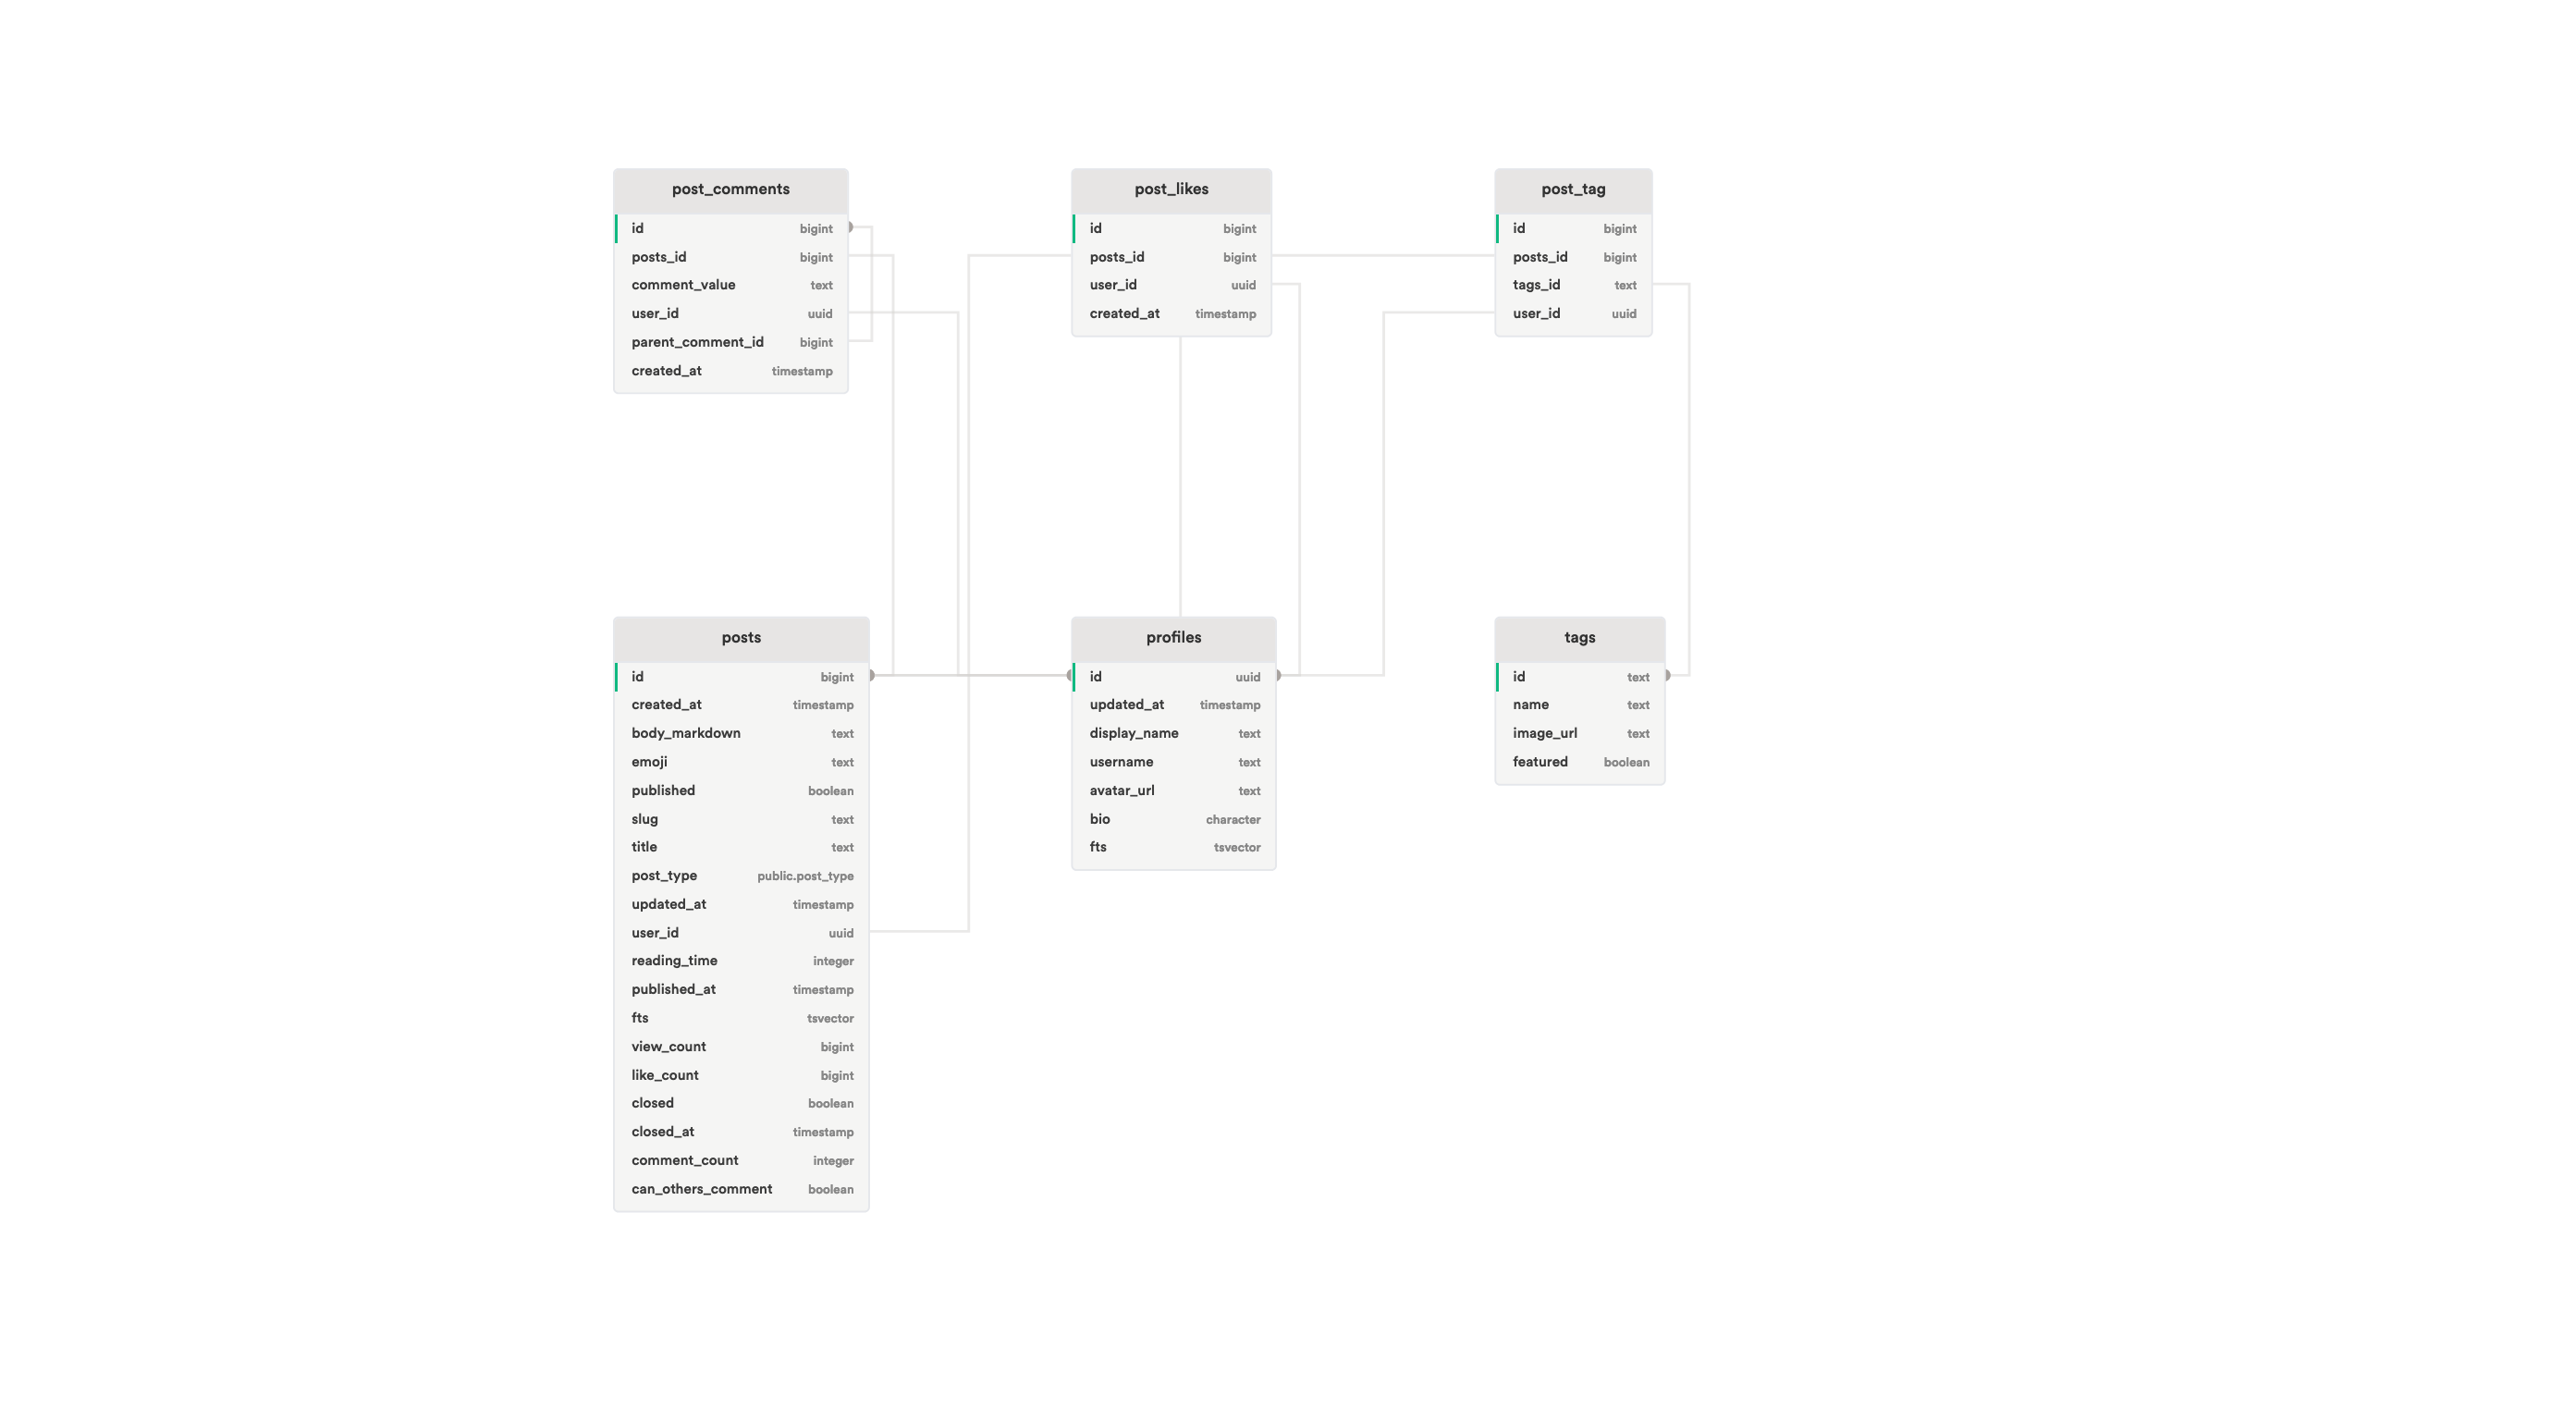 post_comments
id bigint
posts_id bigint
comment_value text
user_id uuid
parent_comment_id bigint
created_at timestamp
post_likes
id bigint
posts_id bigint
user_id uuid
created_at timestamp
post_tag
id bigint
posts_id bigint
tags_id text
user_id uuid
posts
id bigint
created_at timestamp
body_markdown text
emoji text
published boolean
slug text
title text
post_type public.post_type
updated_at timestamp
user_id uuid
reading_time integer
published_at timestamp
fts tsvector
view_count bigint
like_count bigint
closed boolean
closed_at timestamp
comment_count integer
can_others_comment boolean
profiles
id uuid
updated_at timestamp
display_name text
username text
avatar_url text
bio character
fts tsvector
tags
id text
name text
image_url text
featured boolean